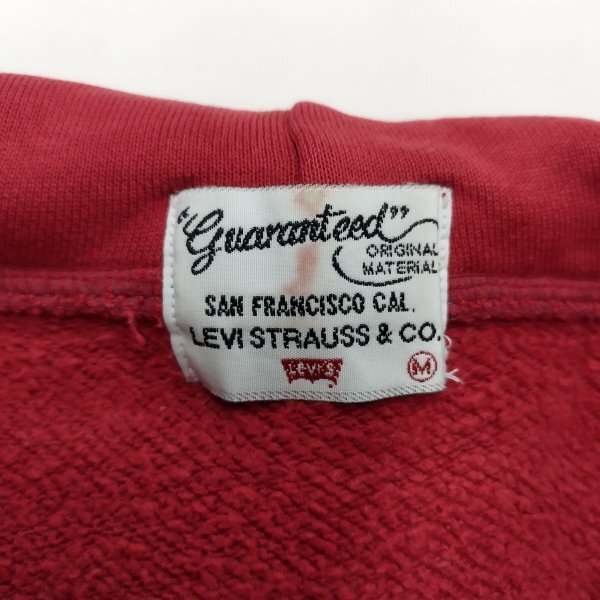 "Guaranteed"
ORIGINAL
MATERIAL
SAN FRANCISCO CAL.
LEVI STRAUSS & CO.
LEVI'S
M